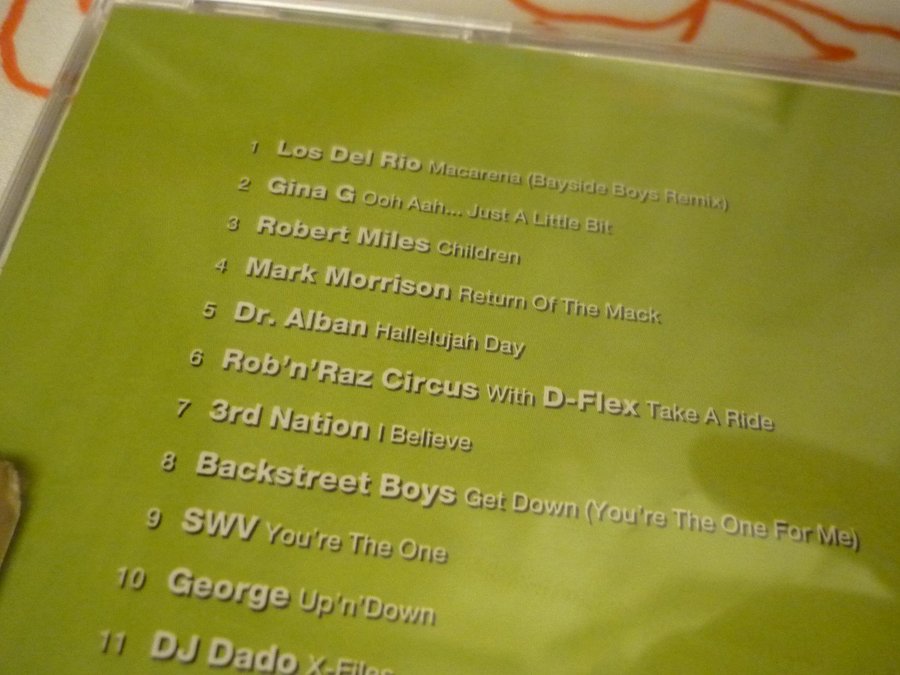 1 Los Del Rio Macarena (Bayside Boys Remix)
2 Gina G Ooh Aah... Just A Little Bit
3 Robert Miles Children
4 Mark Morrison Return Of The Mack
5 Dr. Alban Hallelujah Day
6 Rob'n'Raz Circus With D-Flex Take A Ride
7 3rd Nation I Believe
8 Backstreet Boys Get Down (You're The One For Me)
9 SWV You're The One
10 George Up'n'Down
11 DJ Dado X-Files